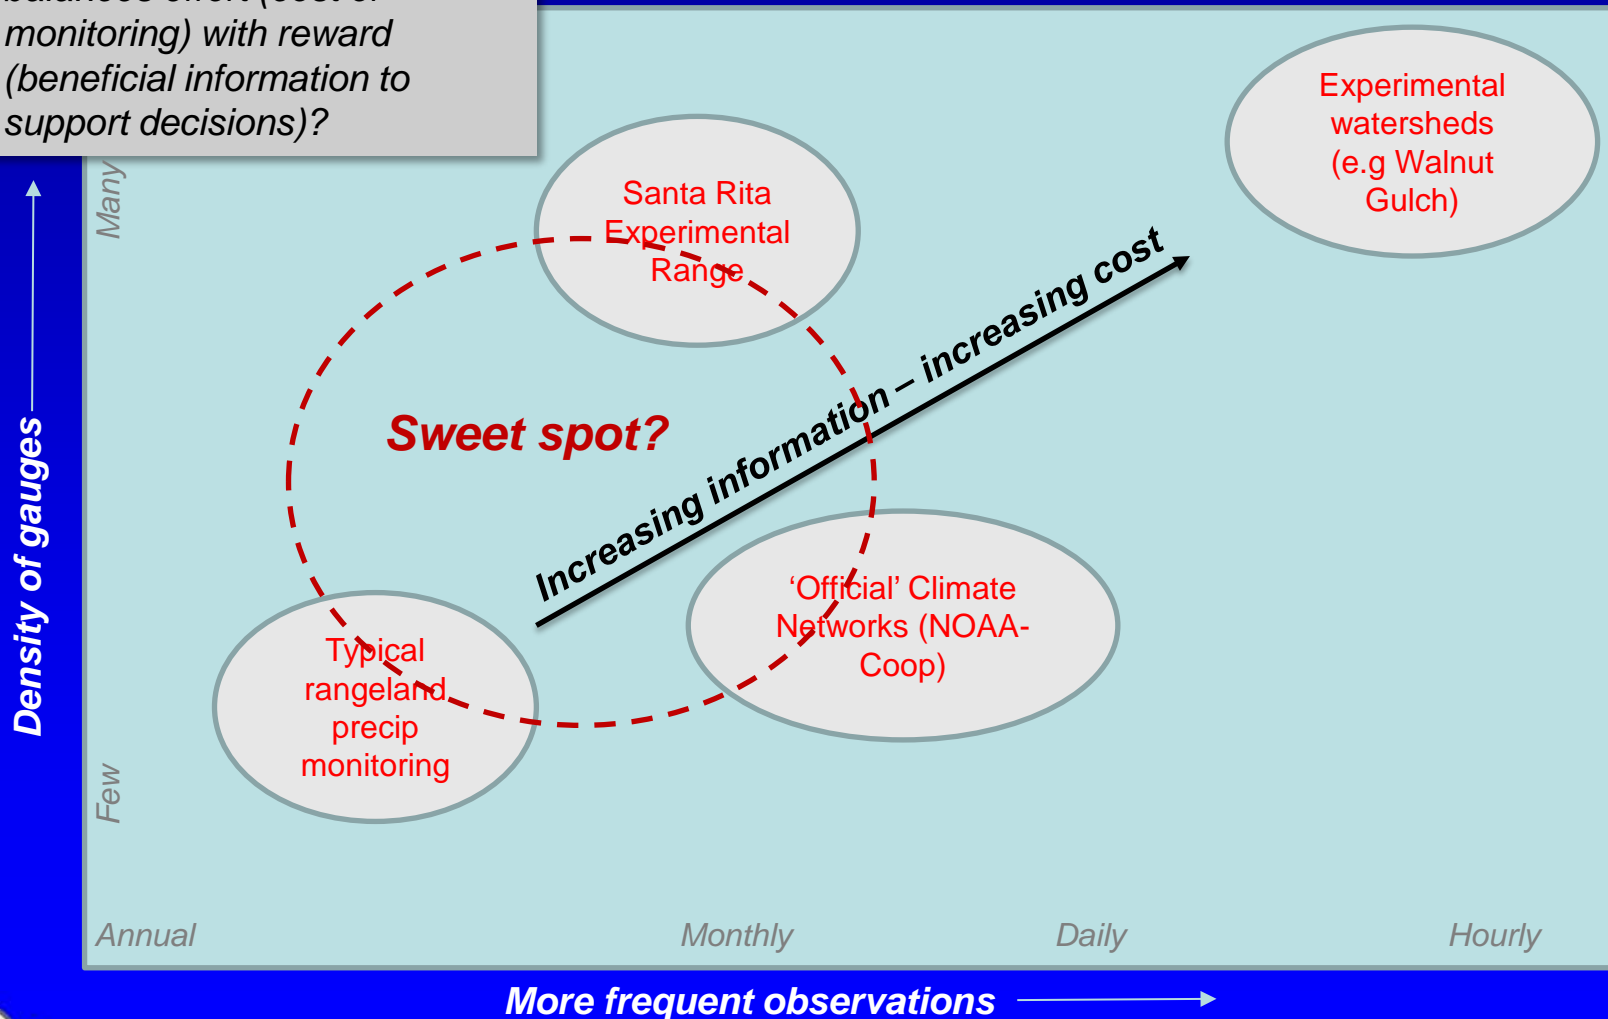 monitoring) with reward
(beneficial information to
support decisions)?
Experimental
watersheds
(e.g Walnut
Gulch)
Many
Santa Rita
Experimental
Range
Increasing information – increasing cost
Sweet spot?
Density of gauges
‘Official’ Climate
Networks (NOAA-
Coop)
Typical
rangeland
precip
monitoring
Few
Annual
Monthly
Daily
Hourly
More frequent observations